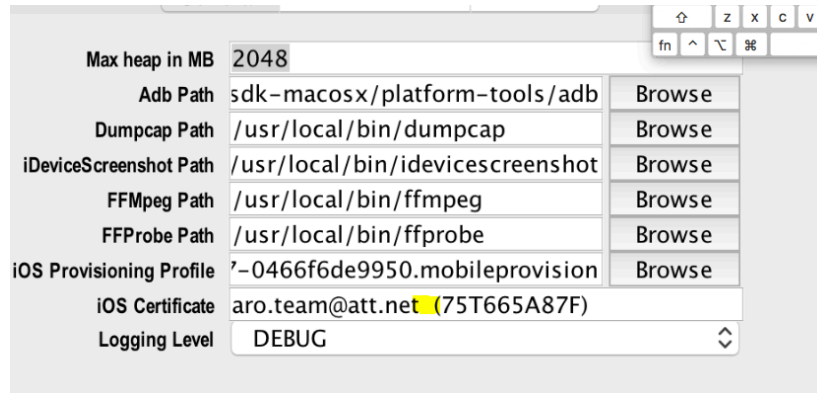 ⇧ z x c v
fn ^ ⌥ ⌘
Max heap in MB 2048
Adb Path sdk-macosx/platform-tools/adb Browse
Dumpcap Path /usr/local/bin/dumpcap Browse
iDeviceScreenshot Path /usr/local/bin/idevicescreenshot Browse
FFMpeg Path /usr/local/bin/ffmpeg Browse
FFProbe Path /usr/local/bin/ffprobe Browse
iOS Provisioning Profile 7-0466f6de9950.mobileprovision Browse
iOS Certificate aro.team@att.net (75T665A87F)
Logging Level DEBUG